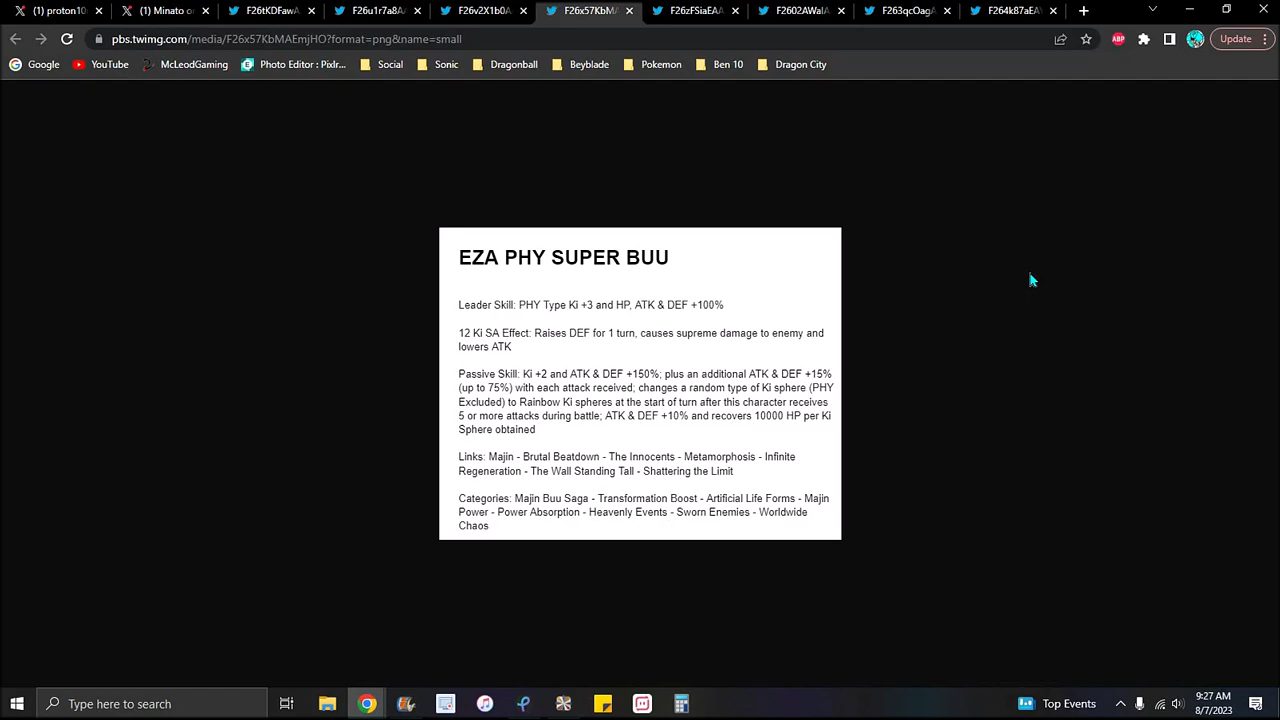 (1) proton10
(1) Minato or
F26tKDFawA
F26u1r7a8A
F26v2X1b0A
F26x57KbM
F26zFSiaEAA
F2602AWaIA
F263qcOagA
F264k87aEA
pbs.twimg.com/media/F26x57KbMAEmjHO?format=png&name=small
ABP
Update
Google
YouTube
McLeodGaming
Photo Editor : Pixlr...
Social
Sonic
Dragonball
Beyblade
Pokemon
Ben 10
Dragon City
EZA PHY SUPER BUU
Leader Skill: PHY Type Ki +3 and HP, ATK & DEF +100%
12 Ki SA Effect: Raises DEF for 1 turn, causes supreme damage to enemy and
lowers ATK
Passive Skill: Ki +2 and ATK & DEF +150%; plus an additional ATK & DEF +15%
(up to 75%) with each attack received; changes a random type of Ki sphere (PHY
Excluded) to Rainbow Ki spheres at the start of turn after this character receives
5 or more attacks during battle; ATK & DEF +10% and recovers 10000 HP per Ki
Sphere obtained
Links: Majin - Brutal Beatdown - The Innocents - Metamorphosis - Infinite
Regeneration - The Wall Standing Tall - Shattering the Limit
Categories: Majin Buu Saga - Transformation Boost - Artificial Life Forms - Majin
Power - Power Absorption - Heavenly Events - Sworn Enemies - Worldwide
Chaos
Type here to search
Top Events
9:27 AM
8/7/2023